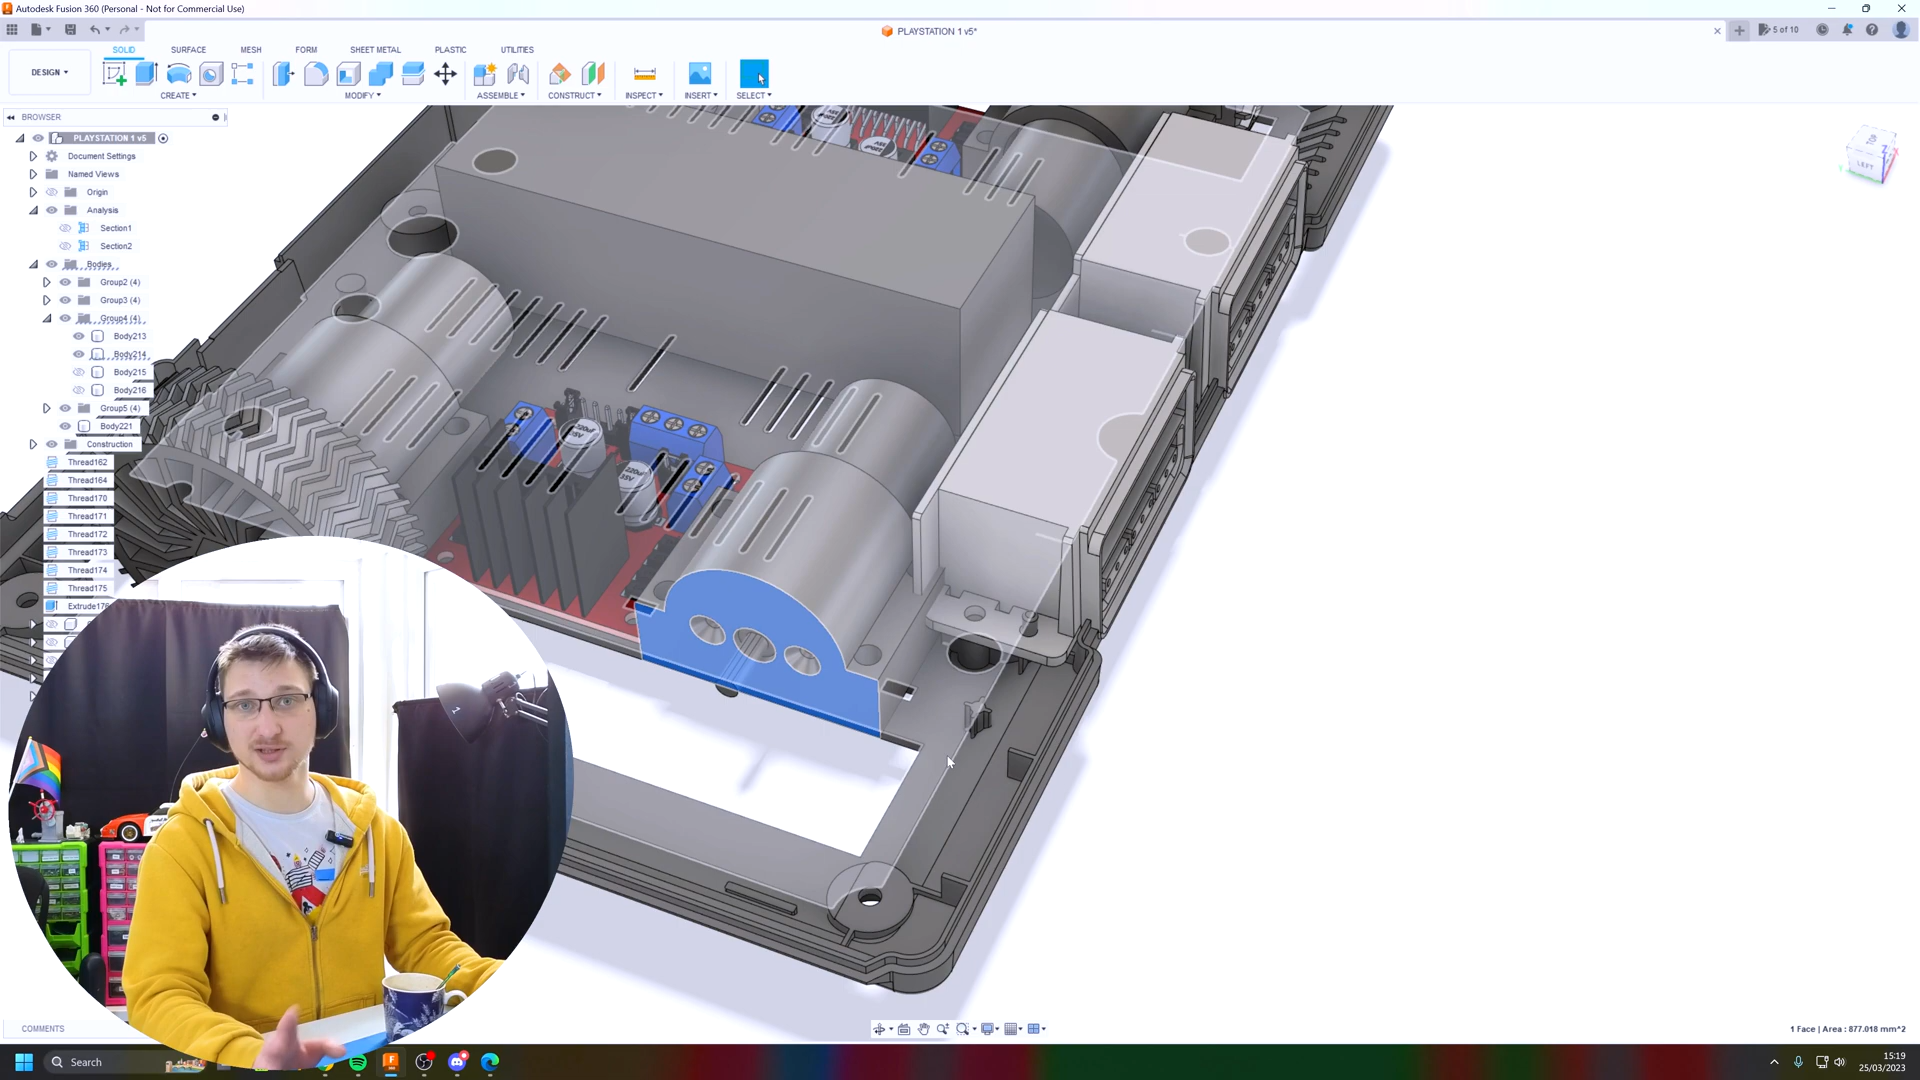 Autodesk Fusion 360 (Personal - Not for Commercial Use)
PLAYSTATION 1 v5*
5 of 10
SOLID SURFACE MESH FORM SHEET METAL PLASTIC UTILITIES
DESIGN
CREATE MODIFY ASSEMBLE CONSTRUCT INSPECT INSERT SELECT
BROWSER
PLAYSTATION 1 v5
Document Settings
Named Views
Origin
Analysis
Section1
Section2
Bodies
Group2 (4)
Group3 (4)
Group4 (4)
Body213
Body214
Body215
Body216
Group5 (4)
Body221
Construction
Thread162
Thread164
Thread170
Thread171
Thread172
Thread173
Thread174
Thread175
Extrude176
LEFT
Z
35V
220uF
COMMENTS
1 Face | Area : 877.018 mm^2
Search
15:19
25/03/2023